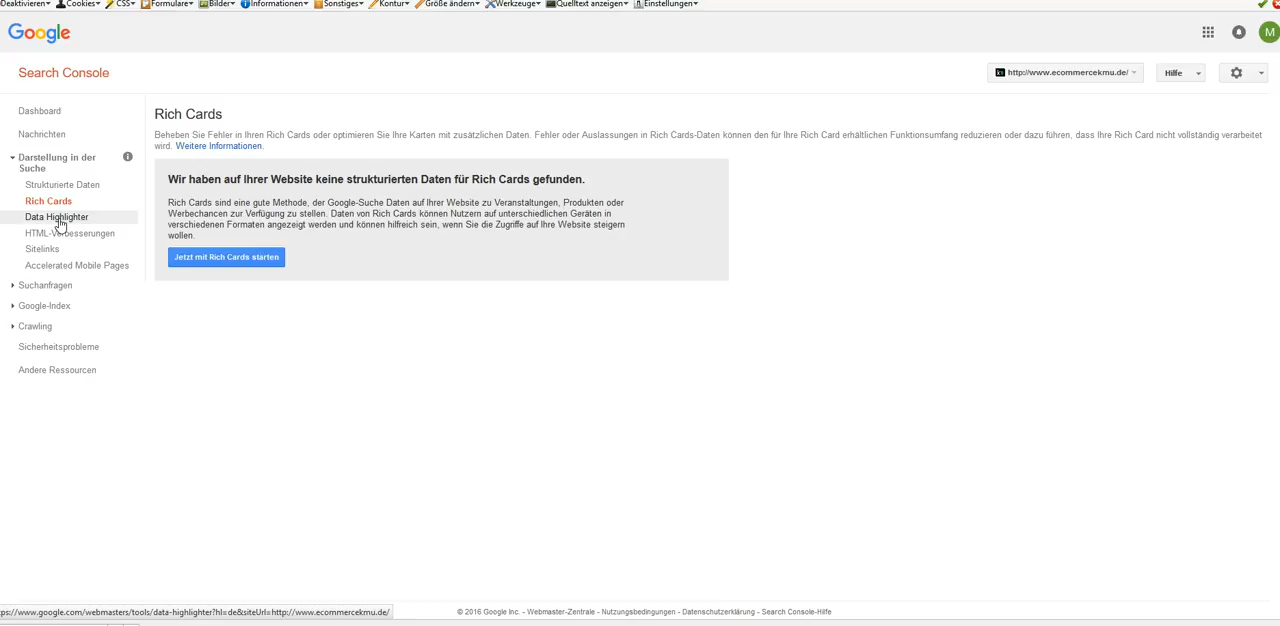 Deaktivieren Cookies CSS Formulare Bilder Informationen Sonstiges Kontur Größe ändern Werkzeuge Quelltext anzeigen Einstellungen
Google
M
Search Console
http://www.ecommercekmu.de/
Hilfe
Dashboard
Nachrichten
Darstellung in der
Suche
Strukturierte Daten
Rich Cards
Data Highlighter
HTML-Verbesserungen
Sitelinks
Accelerated Mobile Pages
Suchanfragen
Google-Index
Crawling
Sicherheitsprobleme
Andere Ressourcen
Rich Cards
Beheben Sie Fehler in Ihren Rich Cards oder optimieren Sie Ihre Karten mit zusätzlichen Daten. Fehler oder Auslassungen in Rich Cards-Daten können den für Ihre Rich Card erhältlichen Funktionsumfang reduzieren oder dazu führen, dass Ihre Rich Card nicht vollständig verarbeitet
wird. Weitere Informationen.
Wir haben auf Ihrer Website keine strukturierten Daten für Rich Cards gefunden.
Rich Cards sind eine gute Methode, der Google-Suche Daten auf Ihrer Website zu Veranstaltungen, Produkten oder
Werbechancen zur Verfügung zu stellen. Daten von Rich Cards können Nutzern auf unterschiedlichen Geräten in
verschiedenen Formaten angezeigt werden und können hilfreich sein, wenn Sie die Zugriffe auf Ihre Website steigern
wollen.
Jetzt mit Rich Cards starten
ps://www.google.com/webmasters/tools/data-highlighter?hl=de&siteUrl=http://www.ecommercekmu.de/
© 2016 Google Inc. - Webmaster-Zentrale - Nutzungsbedingungen - Datenschutzerklärung - Search Console-Hilfe